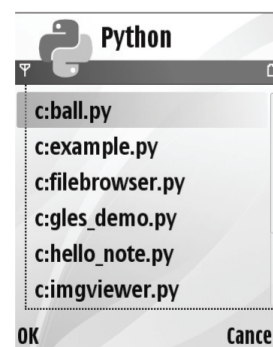 Python
c:ball.py
c:example.py
c:filebrowser.py
c:gles_demo.py
c:hello_note.py
c:imgviewer.py
OK Cance